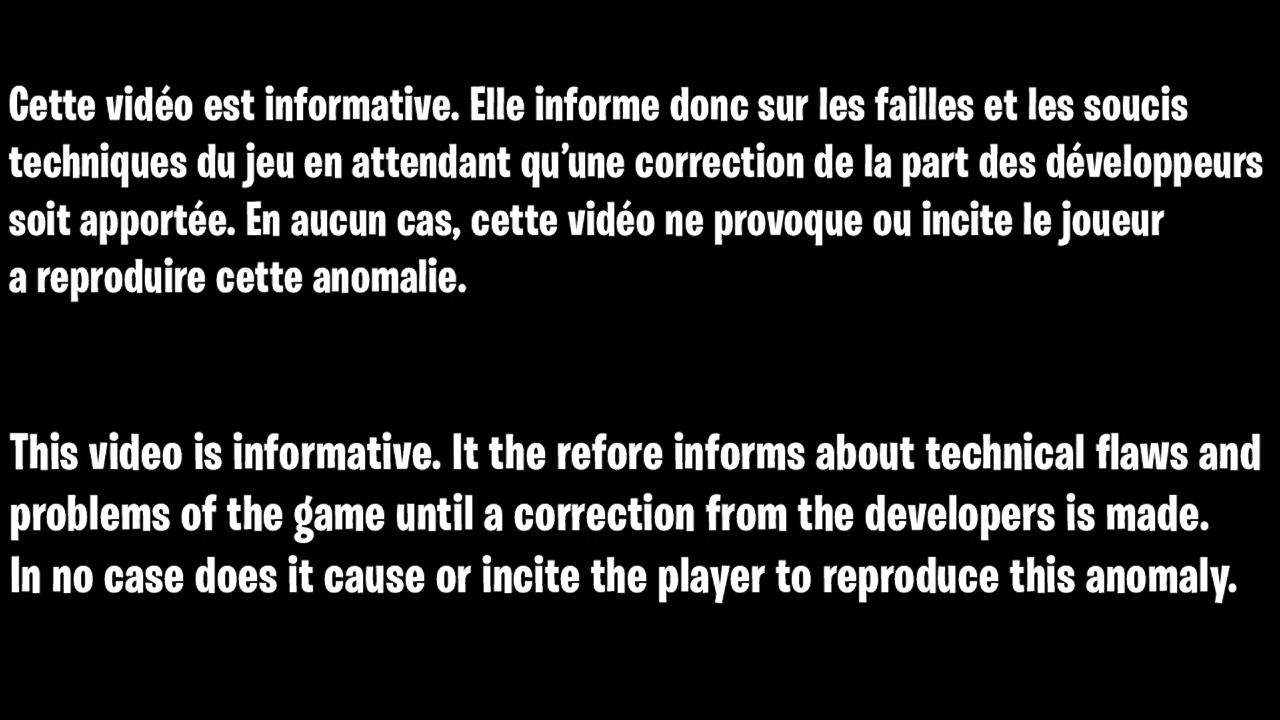 Cette vidéo est informative. Elle informe donc sur les failles et les soucis
techniques du jeu en attendant qu’une correction de la part des développeurs
soit apportée. En aucun cas, cette vidéo ne provoque ou incite le joueur
a reproduire cette anomalie.
This video is informative. It the refore informs about technical flaws and
problems of the game until a correction from the developers is made.
In no case does it cause or incite the player to reproduce this anomaly.